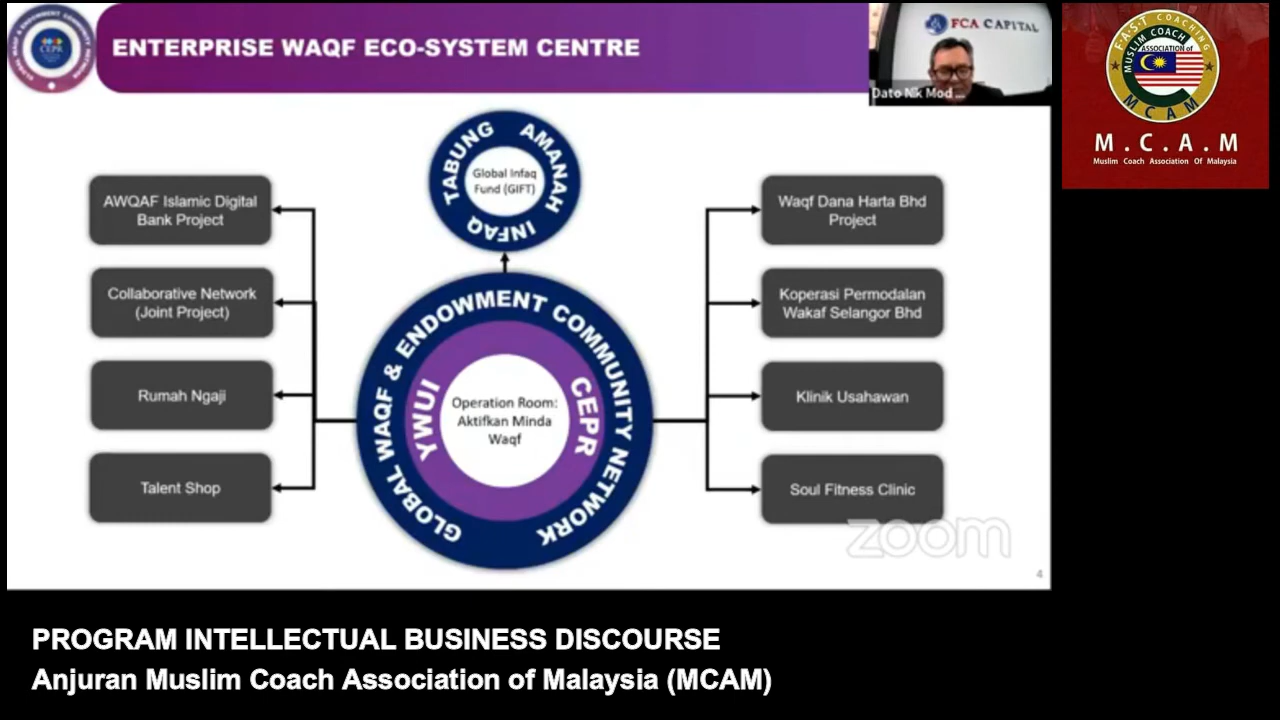 CEPR
ENTERPRISE WAQF ECO-SYSTEM CENTRE
FCA CAPITAL
Dato Nik Mod ...
F.A.S.T COACHING
MUSLIM COACH
ASSOCIATION of
MCAM
M.C.A.M
Muslim Coach Association Of Malaysia
TABUNG AMANAH INFAQ
Global Infaq
Fund (GIFT)
AWQAF Islamic Digital
Bank Project
Collaborative Network
(Joint Project)
Rumah Ngaji
Talent Shop
GLOBAL WAQF & ENDOWMENT COMMUNITY NETWORK
YWUI
CEPR
Operation Room:
Aktifkan Minda
Waqf
Waqf Dana Harta Bhd
Project
Koperasi Permodalan
Wakaf Selangor Bhd
Klinik Usahawan
Soul Fitness Clinic
zoom
4
PROGRAM INTELLECTUAL BUSINESS DISCOURSE
Anjuran Muslim Coach Association of Malaysia (MCAM)